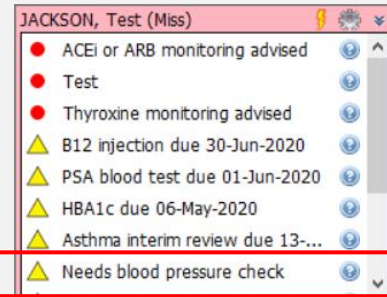 JACKSON, Test (Miss)
ACEi or ARB monitoring advised
Test
Thyroxine monitoring advised
B12 injection due 30-Jun-2020
PSA blood test due 01-Jun-2020
HBA1c due 06-May-2020
Asthma interim review due 13-...
Needs blood pressure check